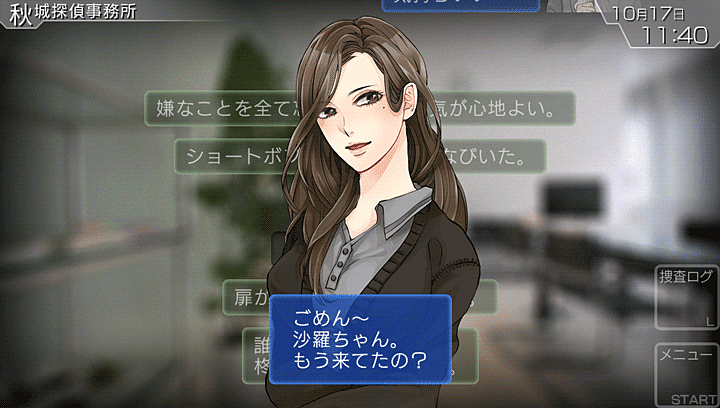 秋城探偵事務所
10月17日
11:40
嫌なことを全て
気が心地よい。
ショートボ
なびいた。
扉が
誰
柊
ごめん〜
沙羅ちゃん。
もう来てたの？
捜査ログ
L
メニュー
START